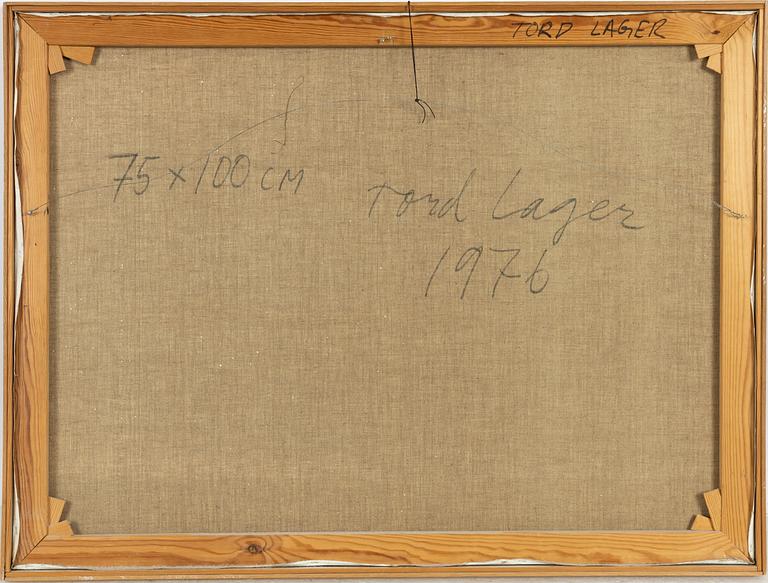 TORD LAGER
75 x 100 CM
Tord Lager
1976